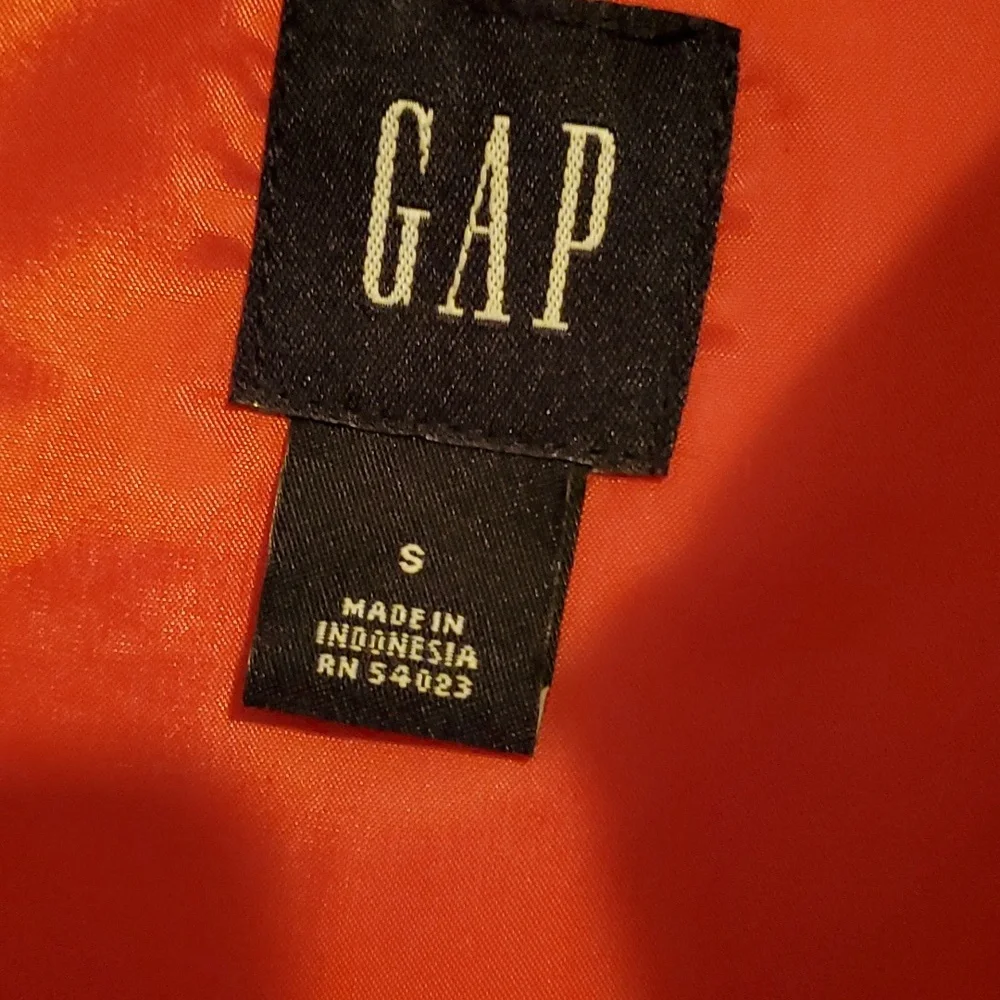 GAP
S
MADE IN
INDONESIA
RN 54023